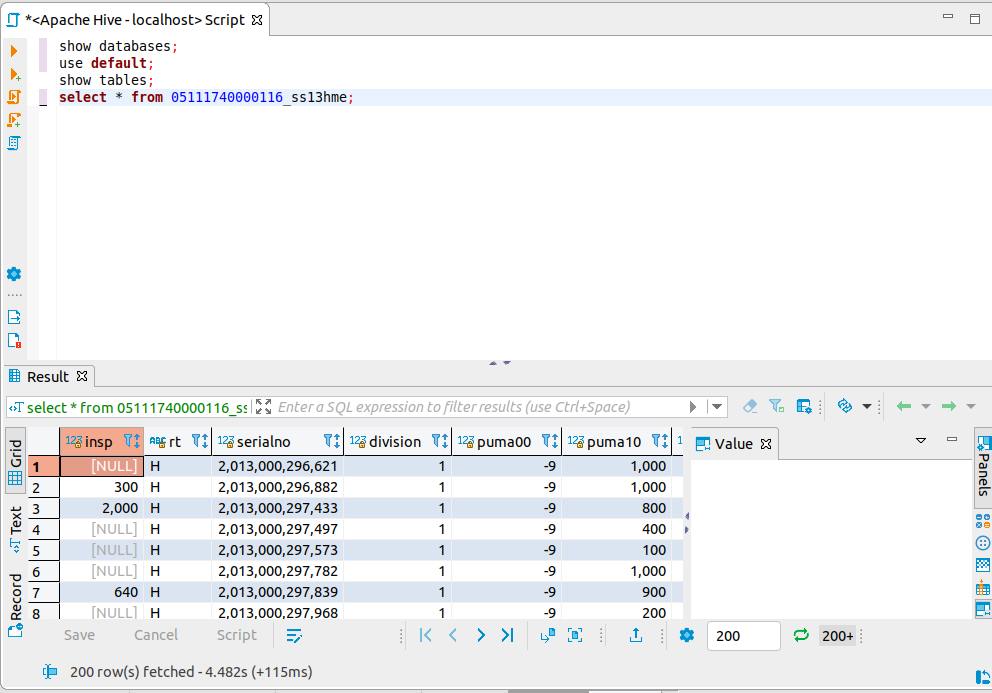 *<Apache Hive - localhost> Script
show databases;
use default;
show tables;
select * from 05111740000116_ss13hme;
Result
select * from 05111740000116_ss
Enter a SQL expression to filter results (use Ctrl+Space)
Grid
Text
Record
123 insp ABC rt 123 serialno 123 division 123 puma00 123 puma10
1 [NULL] H 2,013,000,296,621 1 -9 1,000
2 300 H 2,013,000,296,882 1 -9 1,000
3 2,000 H 2,013,000,297,433 1 -9 800
4 [NULL] H 2,013,000,297,497 1 -9 400
5 [NULL] H 2,013,000,297,573 1 -9 100
6 [NULL] H 2,013,000,297,782 1 -9 1,000
7 640 H 2,013,000,297,839 1 -9 900
8 [NULL] H 2,013,000,297,968 1 -9 200
Value
Panels
Save Cancel Script
200
200+
200 row(s) fetched - 4.482s (+115ms)